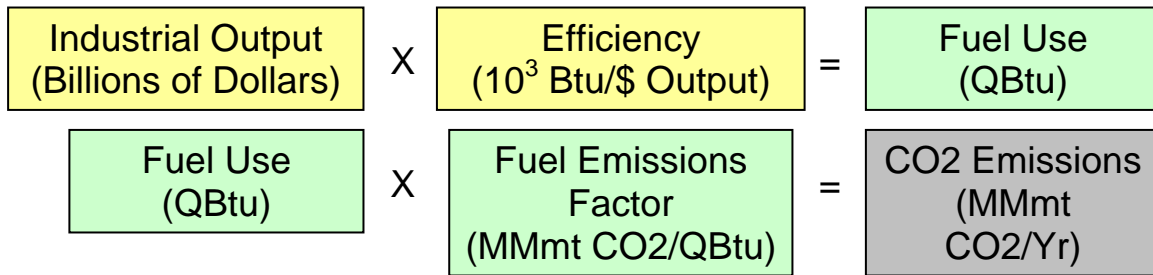 Industrial Output
(Billions of Dollars)
X
Efficiency
(10³ Btu/$ Output)
=
Fuel Use
(QBtu)
Fuel Use
(QBtu)
X
Fuel Emissions
Factor
(MMmt CO2/QBtu)
=
CO2 Emissions
(MMmt
CO2/Yr)